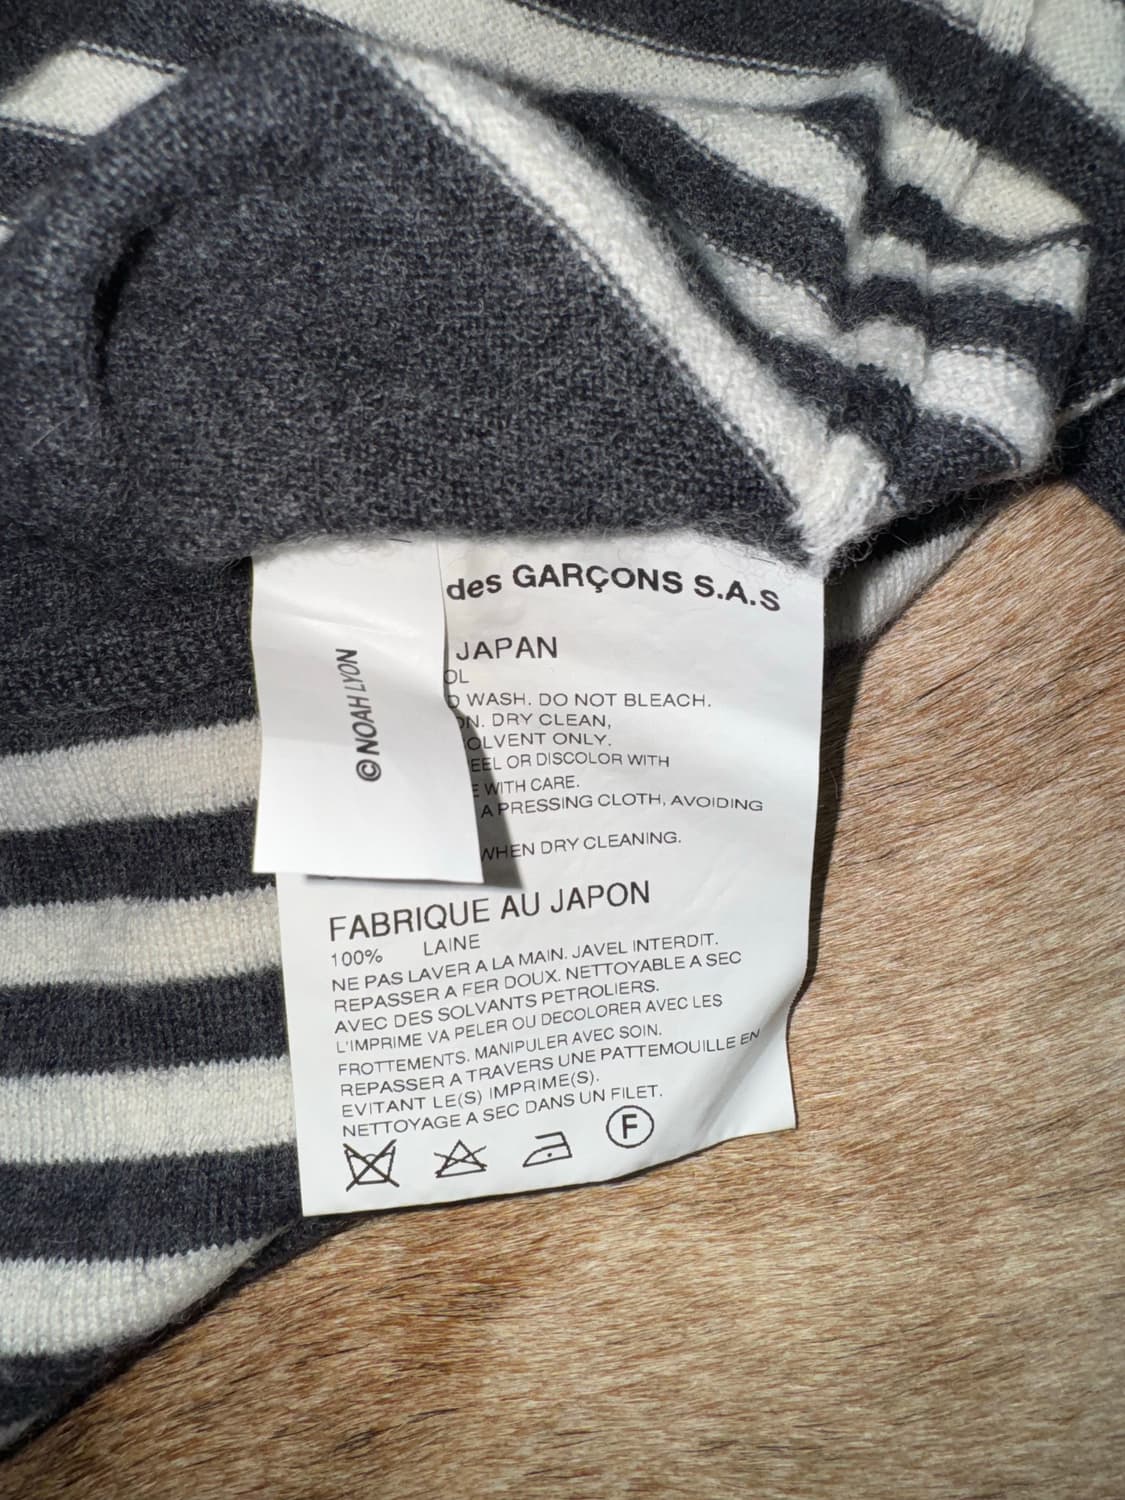 ©NOAH LYON
des GARÇONS S.A.S
JAPAN
WASH. DO NOT BLEACH.
DRY CLEAN,
ONLY.
OR DISCOLOR WITH
WITH CARE.
A PRESSING CLOTH, AVOIDING
WHEN DRY CLEANING.
FABRIQUE AU JAPON
100% LAINE
NE PAS LAVER A LA MAIN. JAVEL INTERDIT.
REPASSER A FER DOUX. NETTOYABLE A SEC
AVEC DES SOLVANTS PETROLIERS.
L'IMPRIME VA PELER OU DECOLORER AVEC LES
FROTTEMENTS. MANIPULER AVEC SOIN.
REPASSER A TRAVERS UNE PATTEMOUILLE EN
EVITANT LE(S) IMPRIME(S).
NETTOYAGE A SEC DANS UN FILET.
F